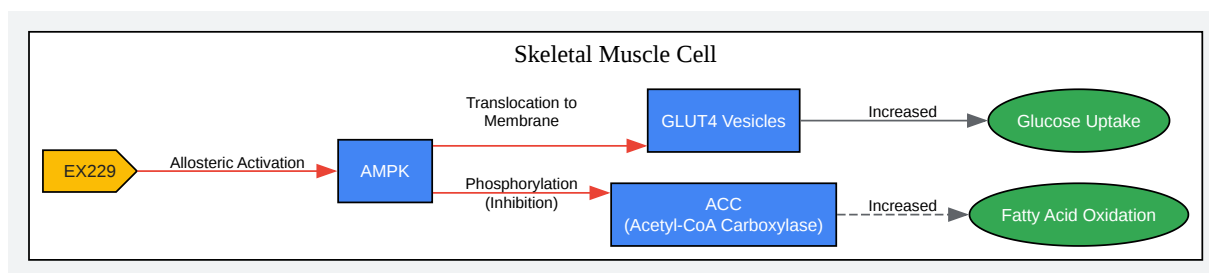 Skeletal Muscle Cell
EX229
Allosteric Activation
AMPK
Translocation to
Membrane
GLUT4 Vesicles
Increased
Glucose Uptake
Phosphorylation
(Inhibition)
ACC
(Acetyl-CoA Carboxylase)
Increased
Fatty Acid Oxidation